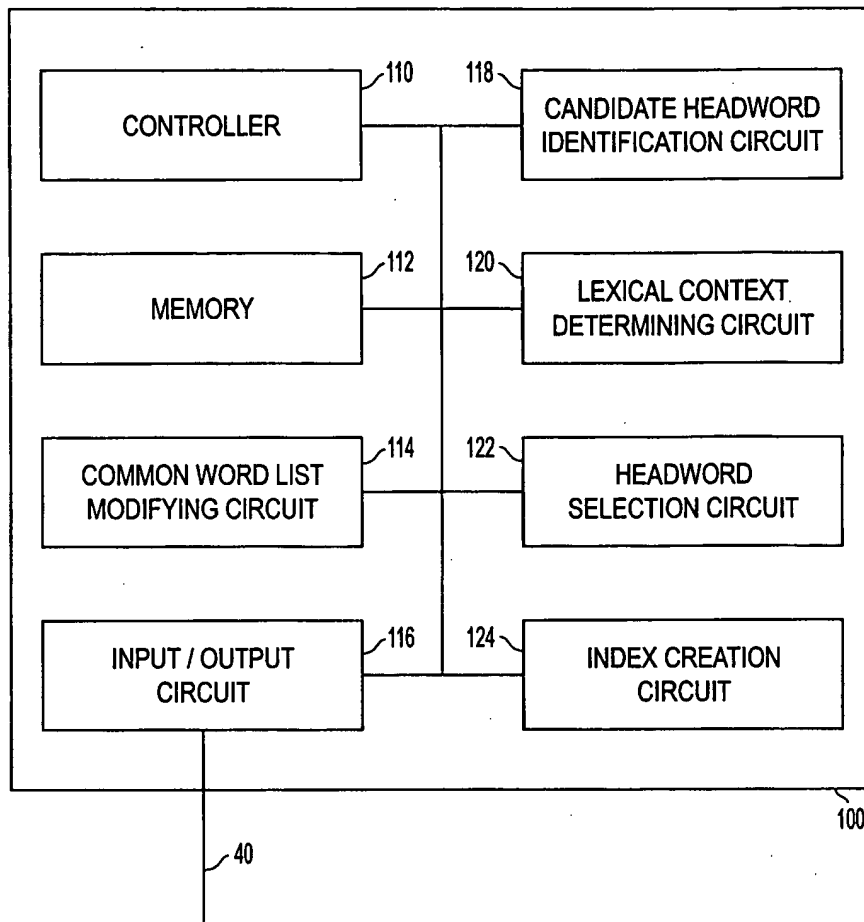 110
CONTROLLER
118
CANDIDATE HEADWORD
IDENTIFICATION CIRCUIT
112
MEMORY
120
LEXICAL CONTEXT
DETERMINING CIRCUIT
114
COMMON WORD LIST
MODIFYING CIRCUIT
122
HEADWORD
SELECTION CIRCUIT
116
INPUT / OUTPUT
CIRCUIT
124
INDEX CREATION
CIRCUIT
100
40